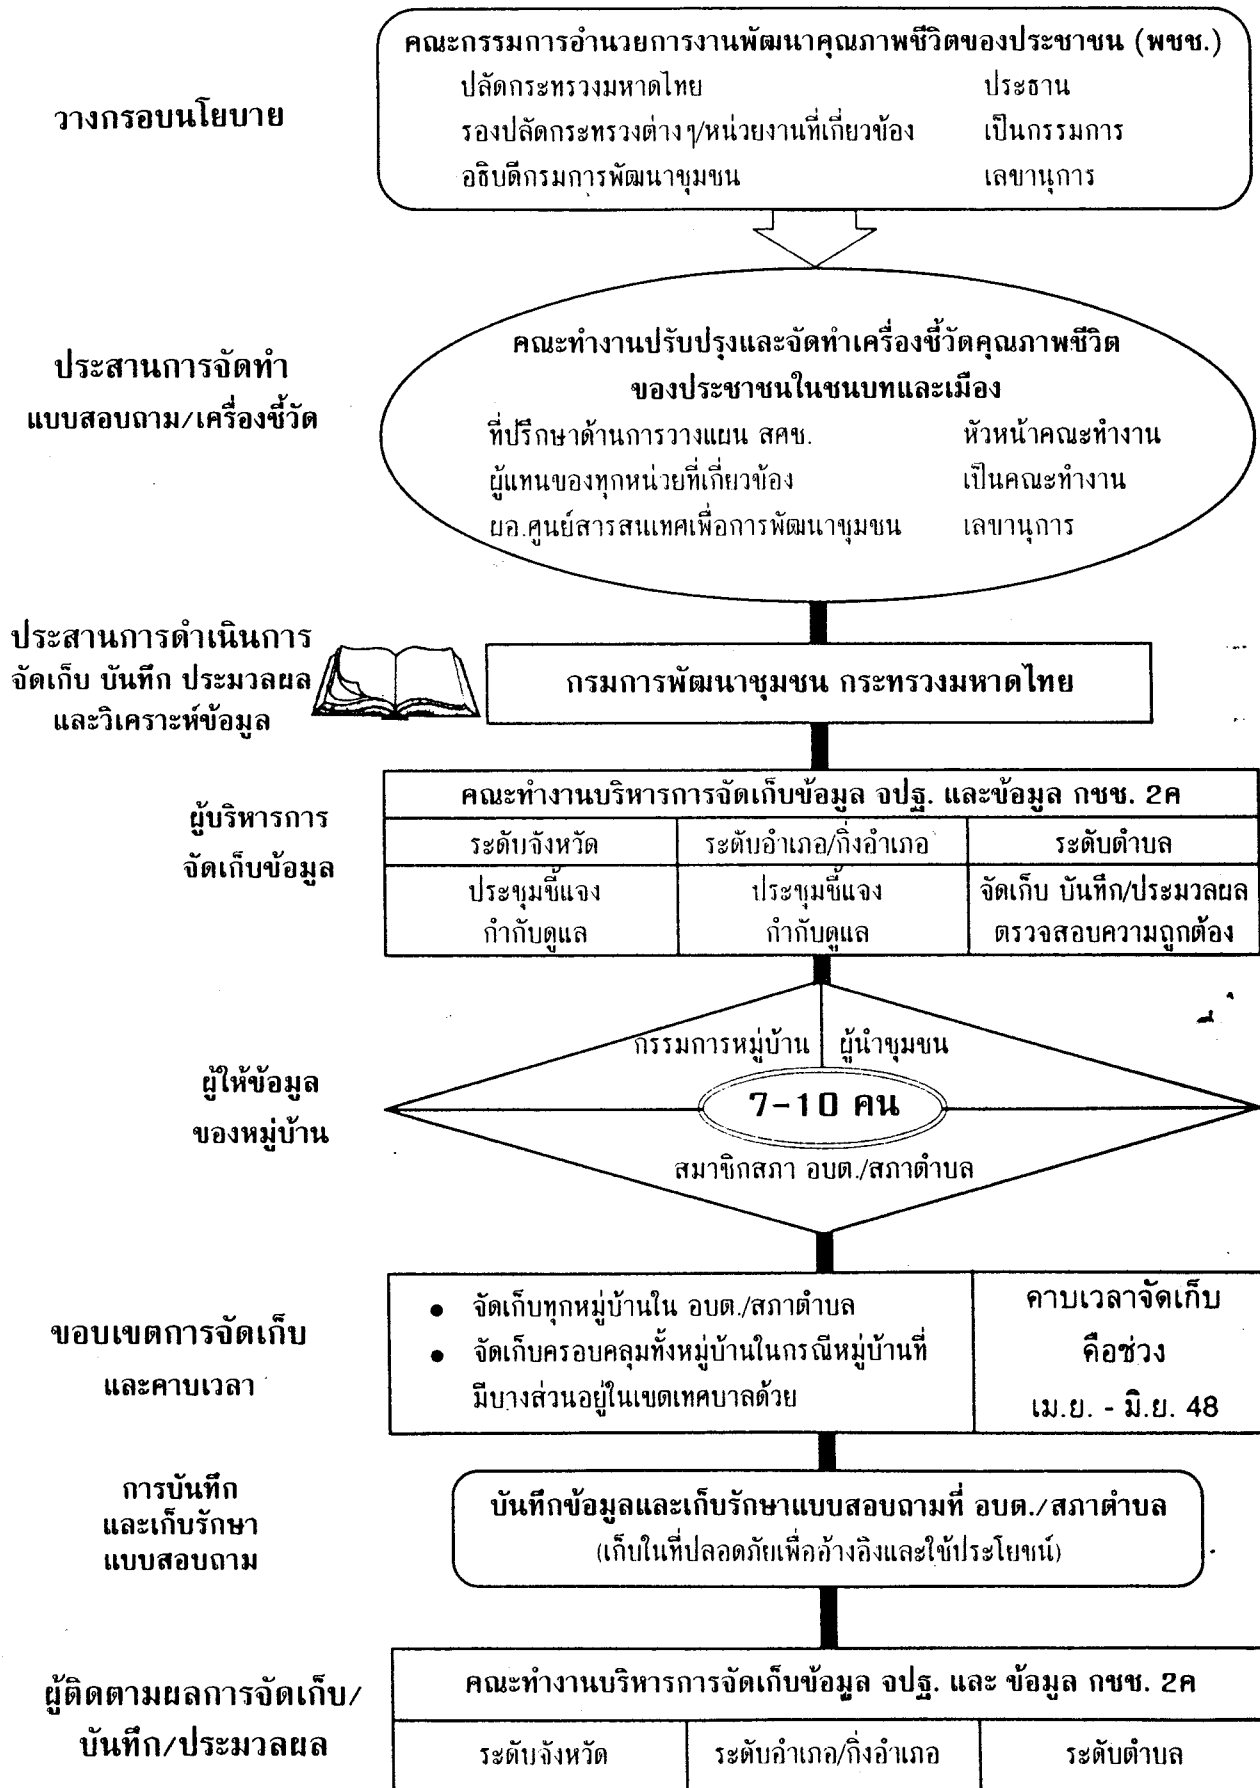 คณะกรรมการอำนวยการงานพัฒนาคุณภาพชีวิตของประชาชน (พชช.)
วางกรอบนโยบาย
ปลัดกระทรวงมหาดไทย ประธาน
รองปลัดกระทรวงต่างๆ/หน่วยงานที่เกี่ยวข้อง เป็นกรรมการ
อธิบดีกรมการพัฒนาชุมชน เลขานุการ
ประสานการจัดทำ
แบบสอบถาม/เครื่องชี้วัด
คณะทำงานปรับปรุงและจัดทำเครื่องชี้วัดคุณภาพชีวิต
ของประชาชนในชนบทและเมือง
ที่ปรึกษาด้านการวางแผน สศช. หัวหน้าคณะทำงาน
ผู้แทนของทุกหน่วยที่เกี่ยวข้อง เป็นคณะทำงาน
ผอ.ศูนย์สารสนเทศเพื่อการพัฒนาชุมชน เลขานุการ
ประสานการดำเนินการ
จัดเก็บ บันทึก ประมวลผล
และวิเคราะห์ข้อมูล
กรมการพัฒนาชุมชน กระทรวงมหาดไทย
ผู้บริหารการ
จัดเก็บข้อมูล
คณะทำงานบริหารการจัดเก็บข้อมูล จปฐ. และข้อมูล กชช. 2ค
ระดับจังหวัด ระดับอำเภอ/กิ่งอำเภอ ระดับตำบล
ประชุมชี้แจง ประชุมชี้แจง จัดเก็บ บันทึก/ประมวลผล
กำกับดูแล กำกับดูแล ตรวจสอบความถูกต้อง
ผู้ให้ข้อมูล
ของหมู่บ้าน
กรรมการหมู่บ้าน ผู้นำชุมชน
7-10 คน
สมาชิกสภา อบต./สภาตำบล
ขอบเขตการจัดเก็บ
และคาบเวลา
● จัดเก็บทุกหมู่บ้านใน อบต./สภาตำบล
● จัดเก็บครอบคลุมทั้งหมู่บ้านในกรณีหมู่บ้านที่
มีบางส่วนอยู่ในเขตเทศบาลด้วย
คาบเวลาจัดเก็บ
คือช่วง
เม.ย. - มิ.ย. 48
การบันทึก
และเก็บรักษา
แบบสอบถาม
บันทึกข้อมูลและเก็บรักษาแบบสอบถามที่ อบต./สภาตำบล
(เก็บในที่ปลอดภัยเพื่ออ้างอิงและใช้ประโยชน์)
ผู้ติดตามผลการจัดเก็บ/
บันทึก/ประมวลผล
คณะทำงานบริหารการจัดเก็บข้อมูล จปฐ. และ ข้อมูล กชช. 2ค
ระดับจังหวัด ระดับอำเภอ/กิ่งอำเภอ ระดับตำบล